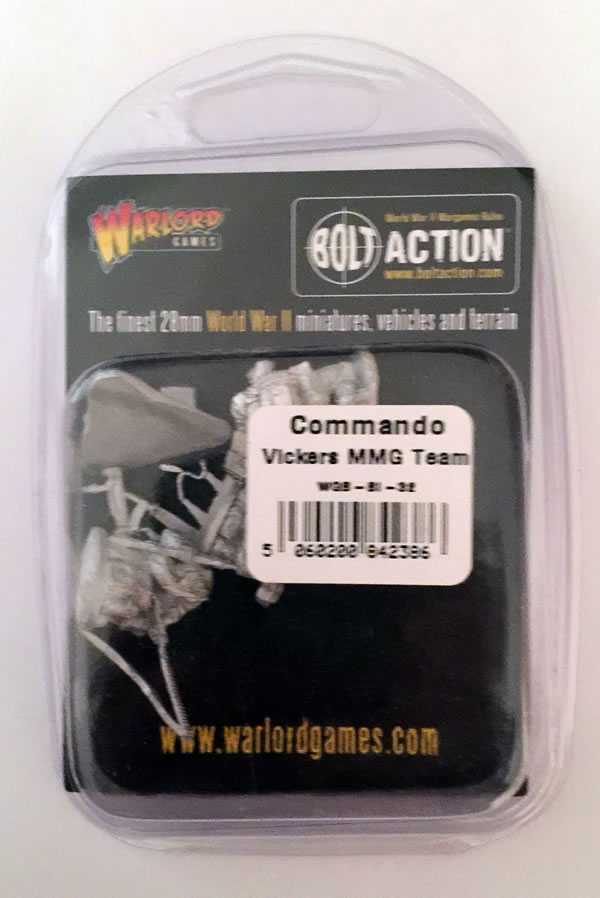 WARLORD
GAMES
World War II Wargames Rules
BOLT ACTION
www.boltaction.com
The finest 28mm World War II miniatures, vehicles and terrain
Commando
Vickers MMG Team
WGB-BI-32
5 060200 842386
www.warlordgames.com